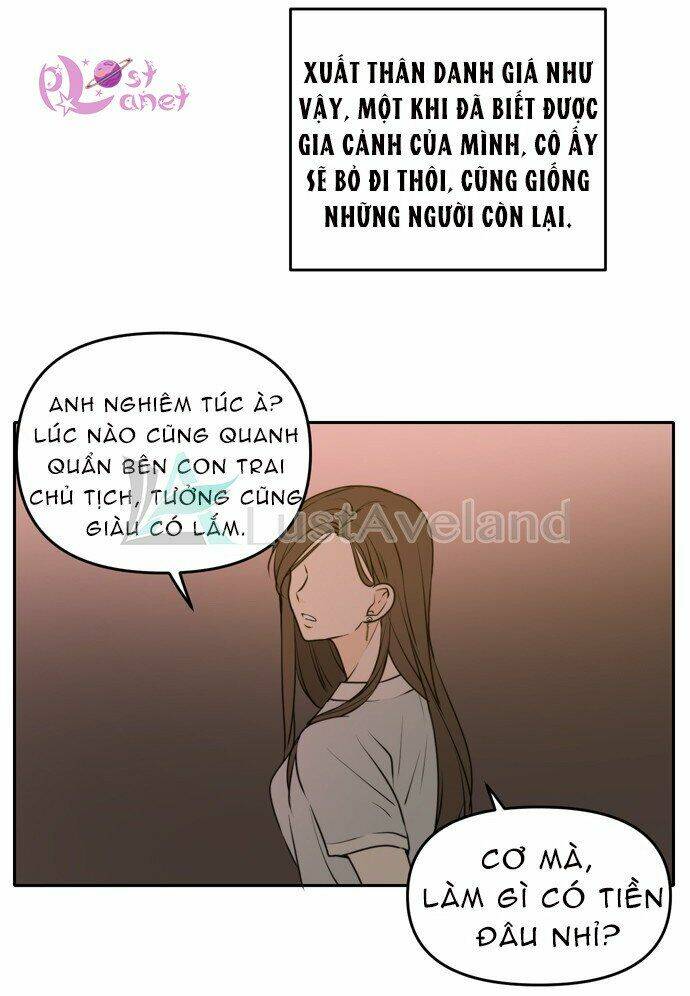 Lost
Planet
XUẤT THÂN DANH GIÁ NHƯ
VẬY, MỘT KHI ĐÃ BIẾT ĐƯỢC
GIA CẢNH CỦA MÌNH, CÔ ẤY
SẼ BỎ ĐI THÔI, CŨNG GIỐNG
NHỮNG NGƯỜI CÒN LẠI.
ANH NGHIÊM TÚC À?
LÚC NÀO CŨNG QUANH
QUẨN BÊN CON TRAI
CHỦ TỊCH, TƯỞNG CŨNG
GIÀU CÓ LẮM.
LustAveland
CƠ MÀ,
LÀM GÌ CÓ TIỀN
ĐÂU NHỈ?